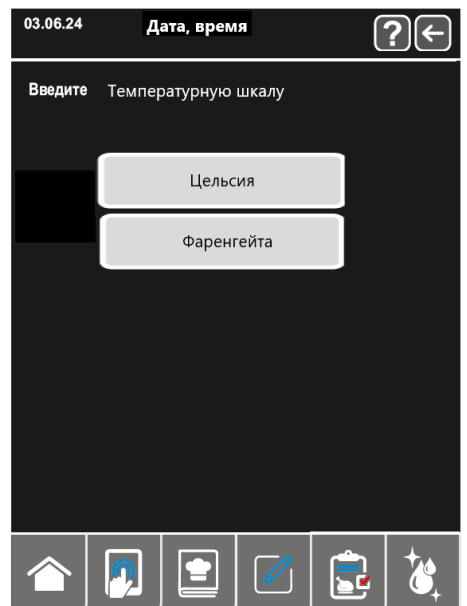 03.06.24 Дата, время
Введите Температурную шкалу
Цельсия
Фаренгейта